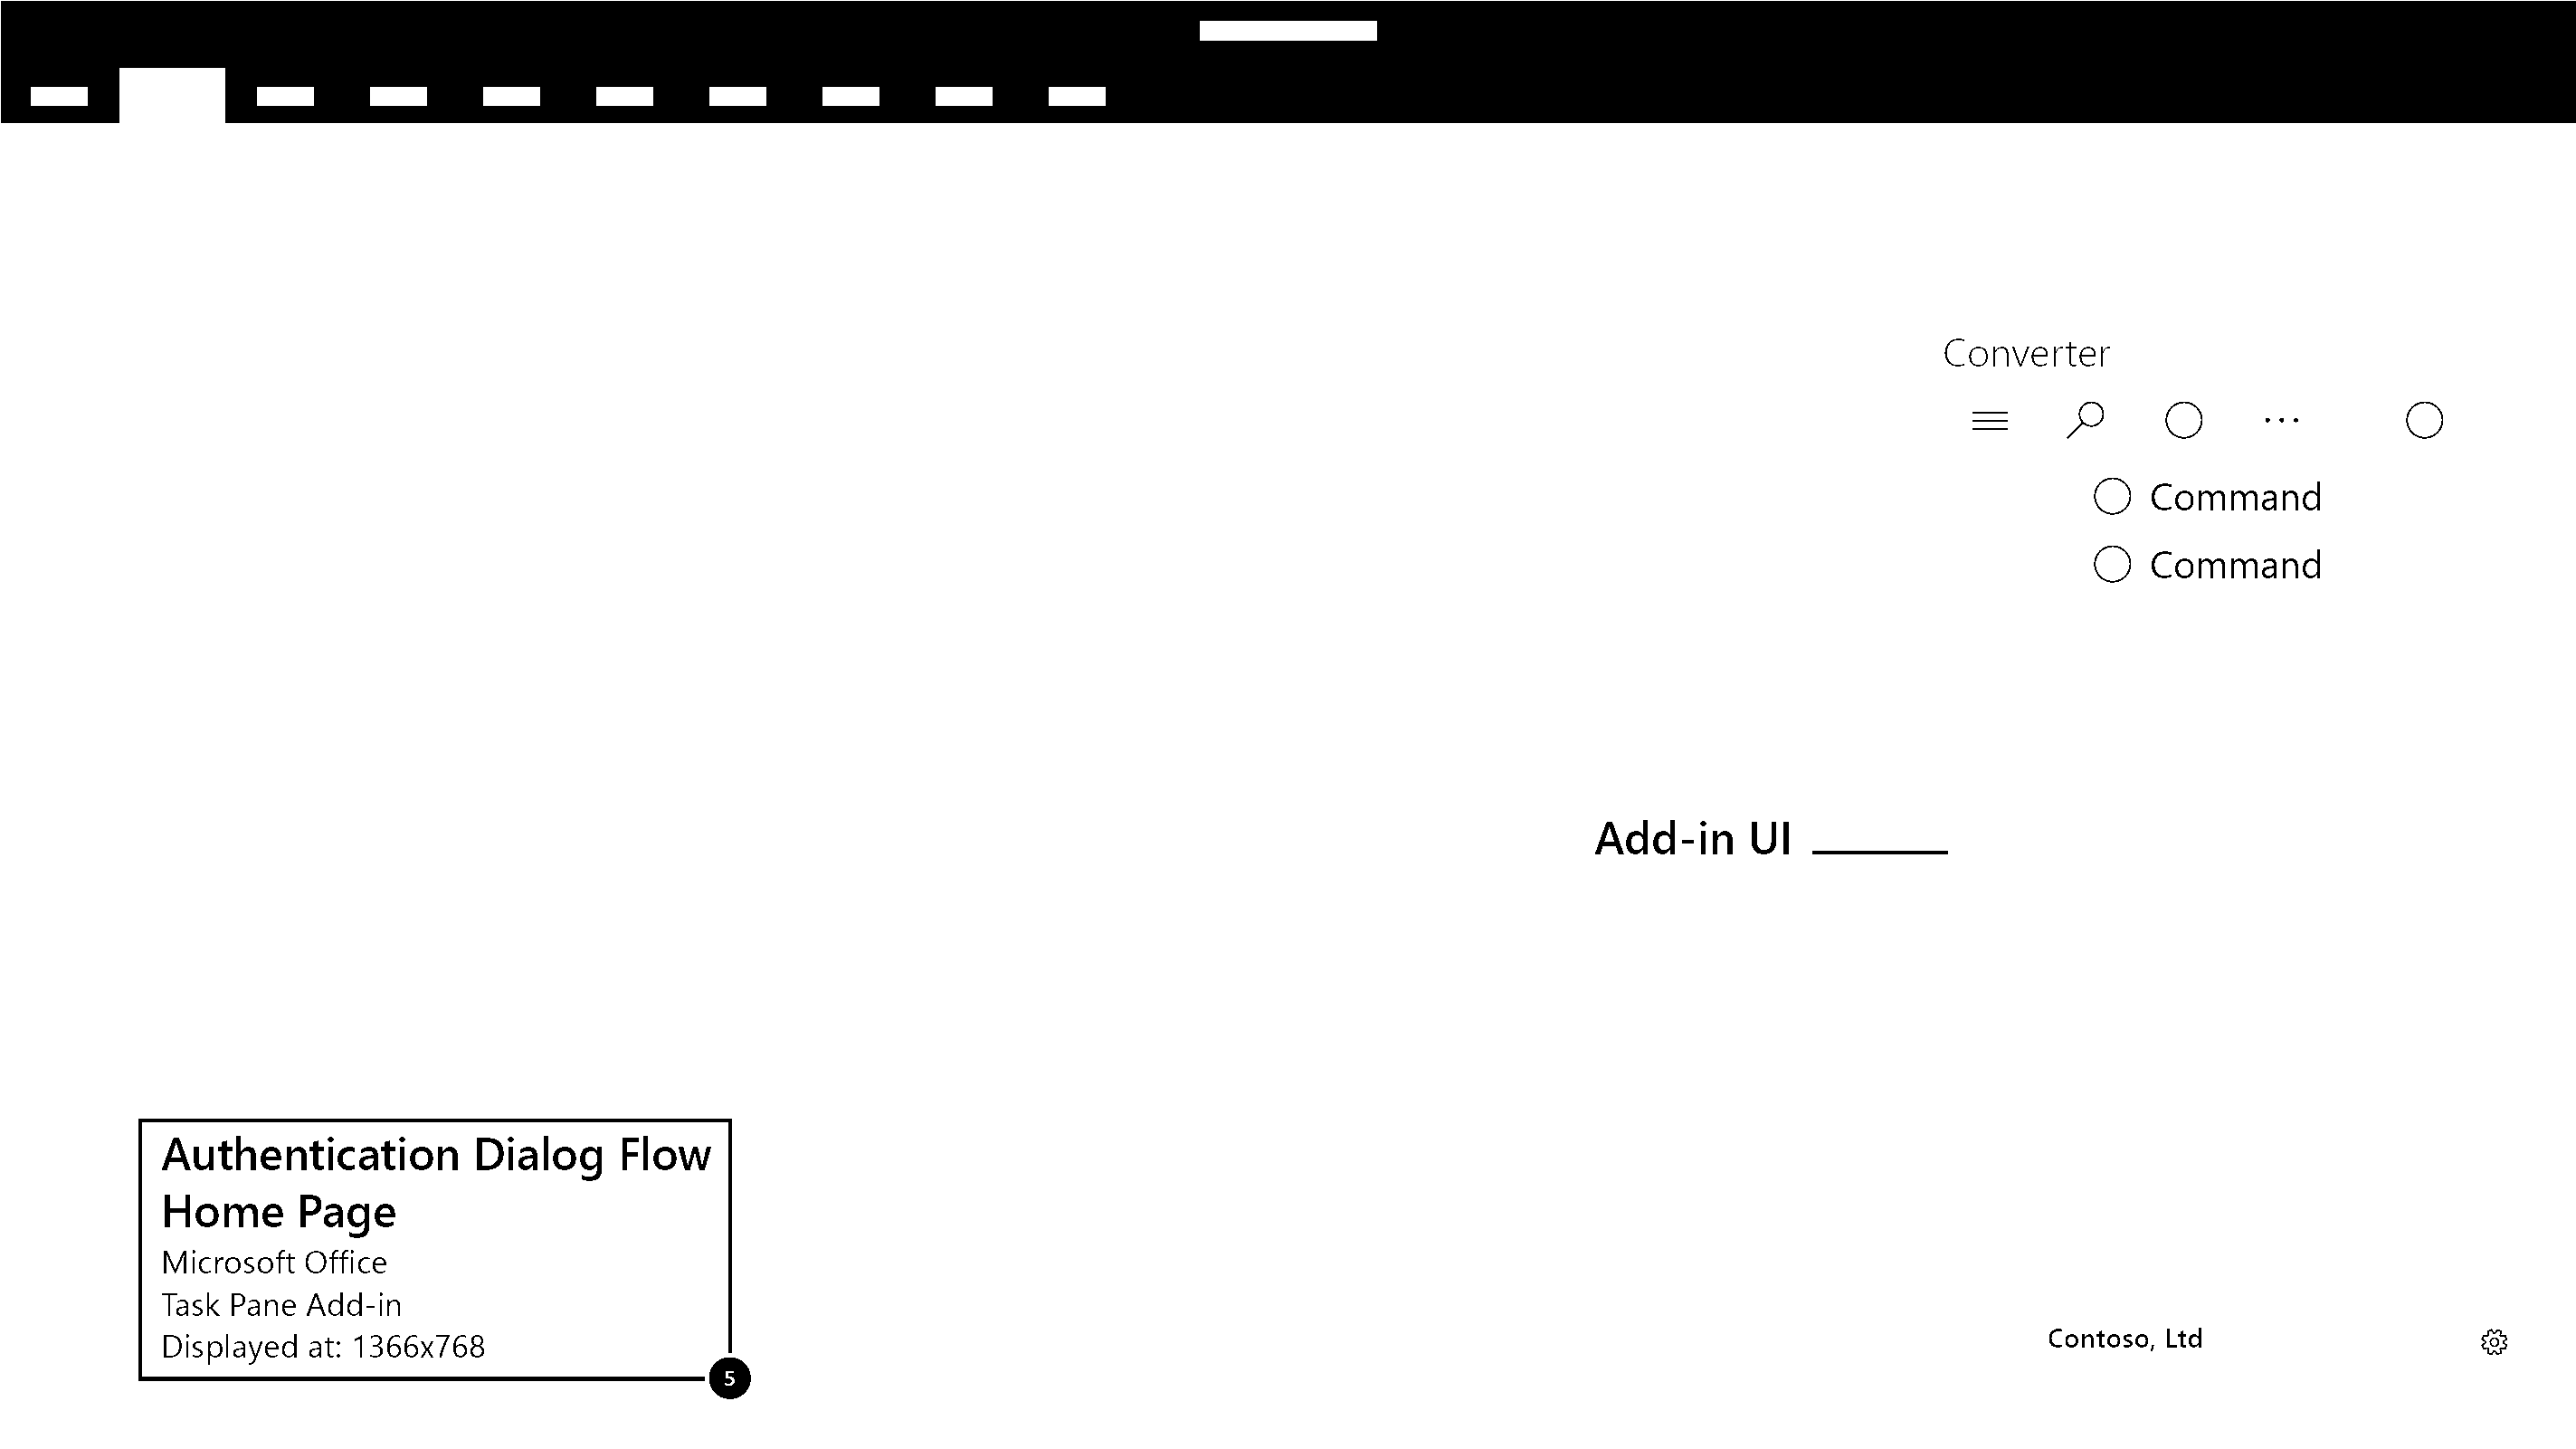 Converter
Command
Command
Add-in UI
Authentication Dialog Flow
Home Page
Microsoft Office
Task Pane Add-in
Displayed at: 1366x768
5
Contoso, Ltd